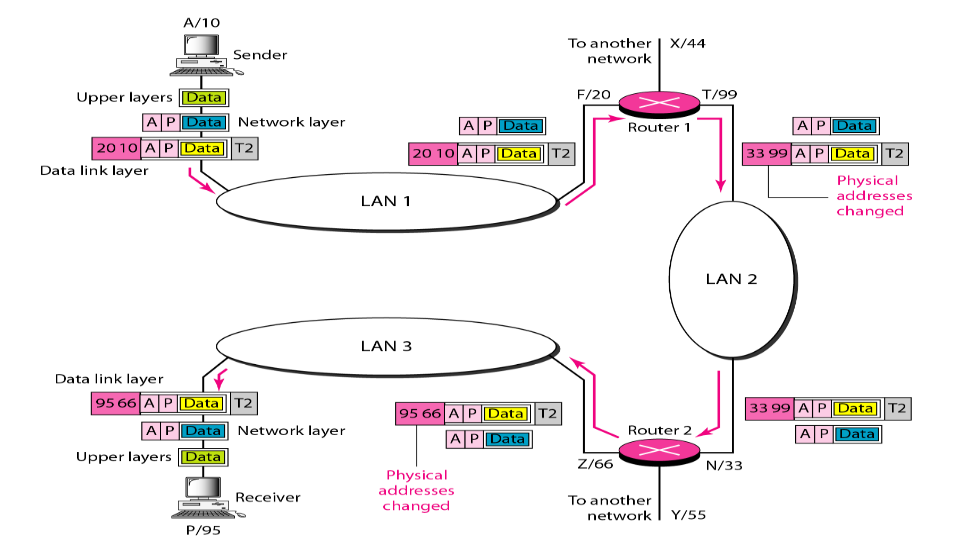 A/10
Sender
Upper layers Data
A P Data Network layer
20 10 A P Data T2
Data link layer
LAN 1
A P Data
20 10 A P Data T2
To another
network
X/44
F/20
T/99
Router 1
A P Data
33 99 A P Data T2
Physical
addresses
changed
LAN 2
33 99 A P Data T2
A P Data
Router 2
Z/66
N/33
To another
network
Y/55
LAN 3
95 66 A P Data T2
A P Data
Physical
addresses
changed
Data link layer
95 66 A P Data T2
A P Data Network layer
Upper layers Data
Receiver
P/95